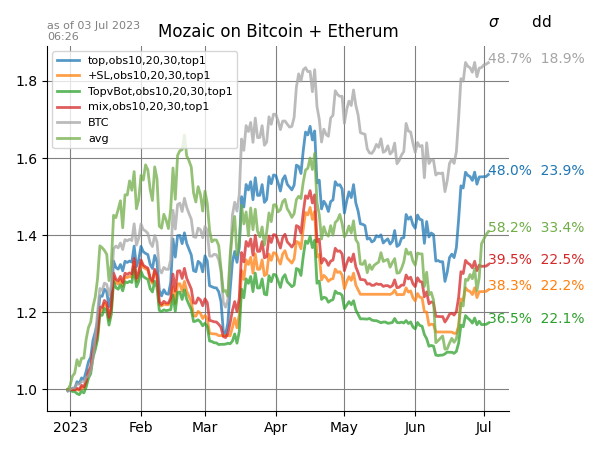 as of 03 Jul 2023
06:26
Mozaic on Bitcoin + Etherum
σ dd
top,obs10,20,30,top1
+SL,obs10,20,30,top1
TopvBot,obs10,20,30,top1
mix,obs10,20,30,top1
BTC
avg
48.7% 18.9%
48.0% 23.9%
58.2% 33.4%
39.5% 22.5%
38.3% 22.2%
36.5% 22.1%
1.8
1.6
1.4
1.2
1.0
2023 Feb Mar Apr May Jun Jul